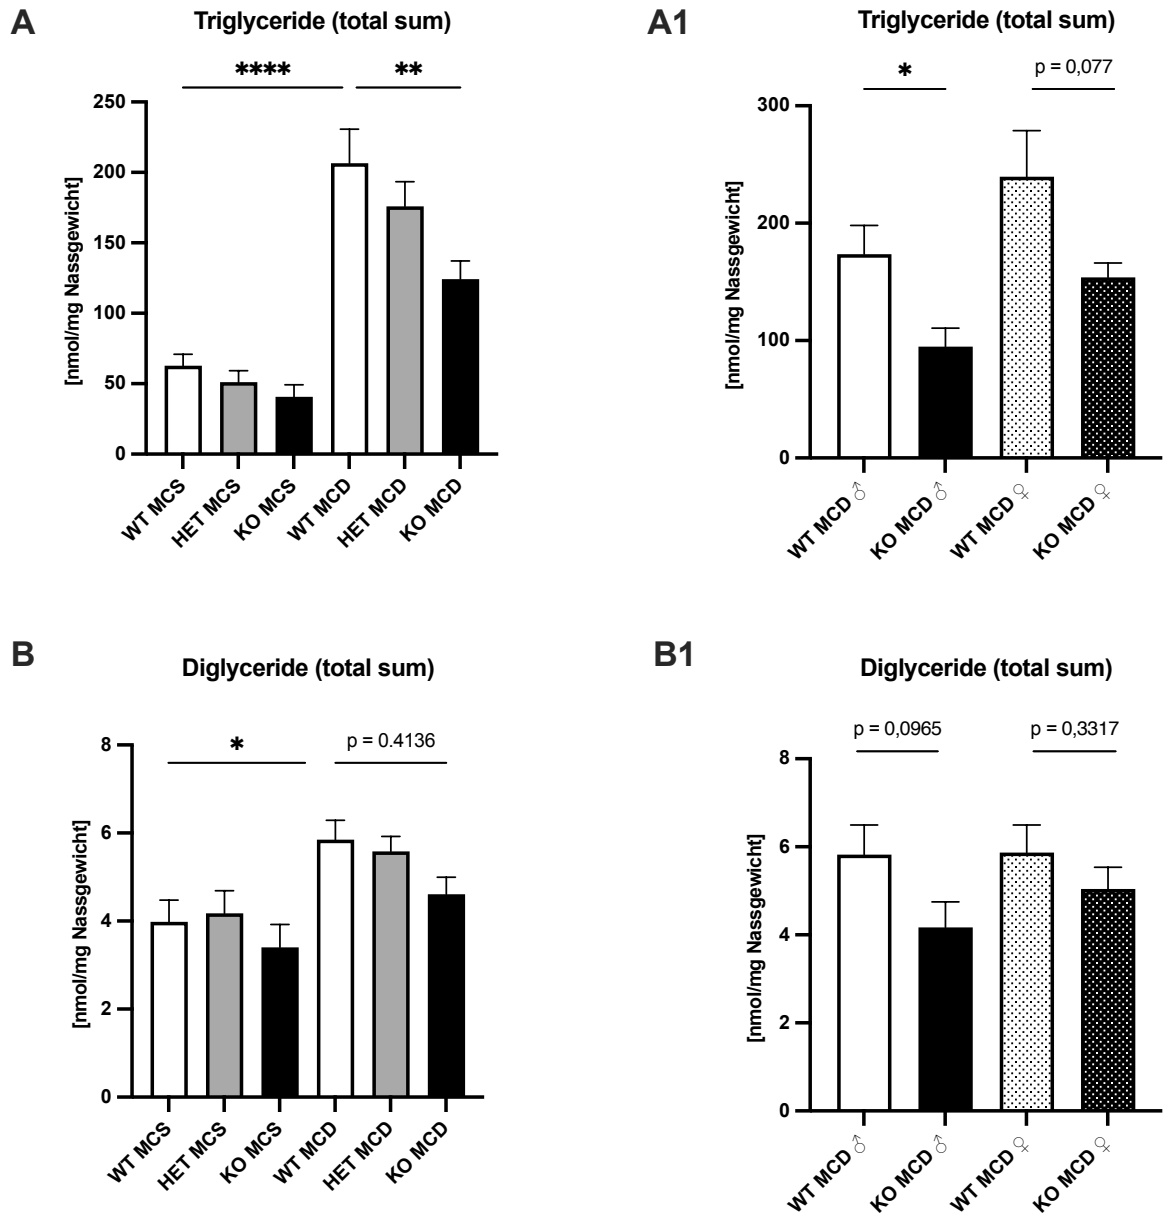 A
Triglyceride (total sum)
**** **
[nmol/mg Nassgewicht]
250
200
150
100
50
0
WT MCS
HET MCS
KO MCS
WT MCD
HET MCD
KO MCD
A1
Triglyceride (total sum)
* p = 0,077
[nmol/mg Nassgewicht]
300
200
100
0
WT MCD ♂
KO MCD ♂
WT MCD ♀
KO MCD ♀
B
Diglyceride (total sum)
* p = 0.4136
[nmol/mg Nassgewicht]
8
6
4
2
0
WT MCS
HET MCS
KO MCS
WT MCD
HET MCD
KO MCD
B1
Diglyceride (total sum)
p = 0,0965 p = 0,3317
[nmol/mg Nassgewicht]
8
6
4
2
0
WT MCD ♂
KO MCD ♂
WT MCD ♀
KO MCD ♀